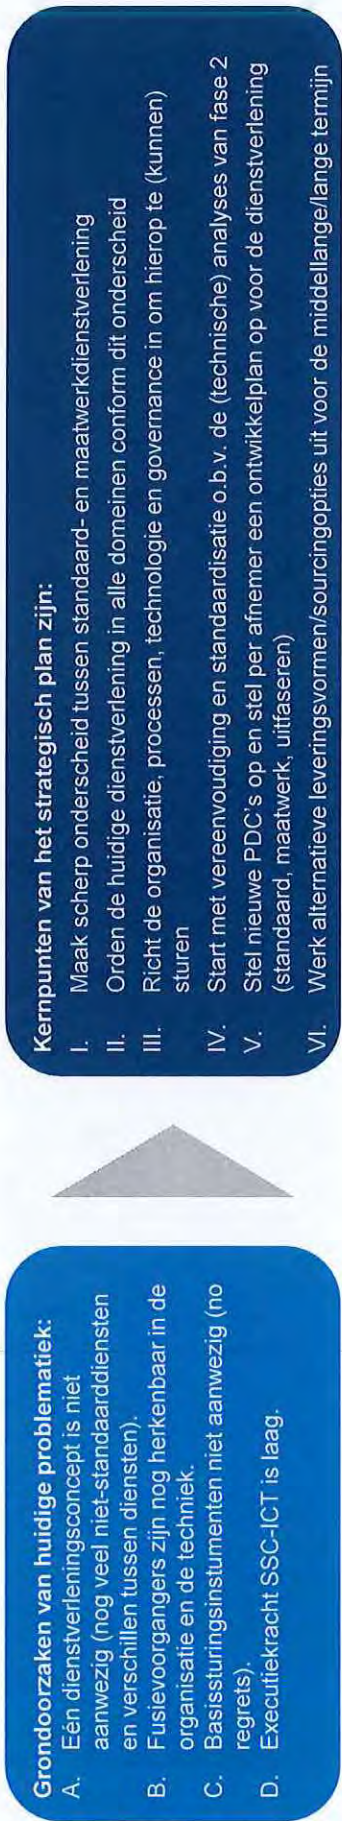 Grondoorzaken van huidige problematiek:
A. Eén dienstverleningsconcept is niet
aanwezig (nog veel niet-standaarddiensten
en verschillen tussen diensten).
B. Fusievoorgangers zijn nog herkenbaar in de
organisatie en de techniek.
C. Basissturingsinstrumenten niet aanwezig (no
regrets).
D. Executiekracht SSC-ICT is laag.
Kernpunten van het strategisch plan zijn:
I. Maak scherp onderscheid tussen standaard- en maatwerkdienstverlening
II. Orden de huidige dienstverlening in alle domeinen conform dit onderscheid
III. Richt de organisatie, processen, technologie en governance in om hierop te (kunnen)
sturen
IV. Start met vereenvoudiging en standaardisatie o.b.v. de (technische) analyses van fase 2
V. Stel nieuwe PDC's op en stel per afnemer een ontwikkelplan op voor de dienstverlening
(standaard, maatwerk, uitfaseren)
VI. Werk alternatieve leveringsvormen/sourcingopties uit voor de middellange/lange termijn